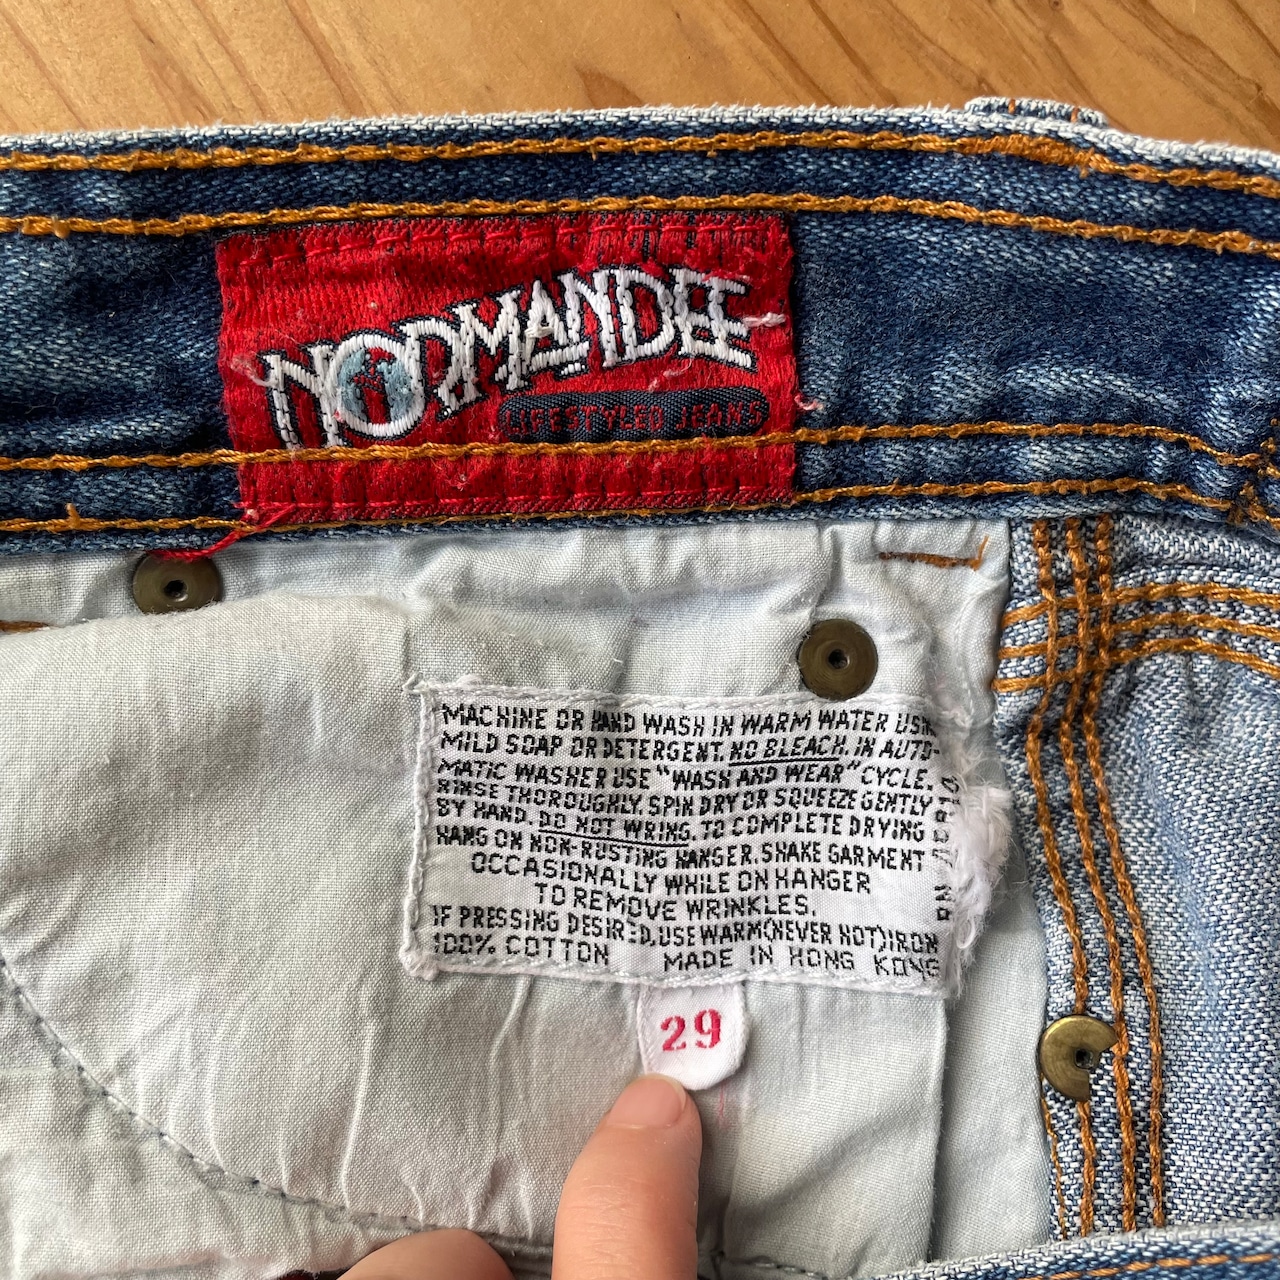 NORMANDEE
LIFESTYLED JEANS
MACHINE OR HAND WASH IN WARM WATER
MILD SOAP OR DETERGENT. NO BLEACH. IN AUTO-
MATIC WASHER USE "WASH AND WEAR" CYCLE.
RINSE THOROUGHLY. SPIN DRY OR SQUEEZE GENTLY
BY HAND. DO NOT WRING. TO COMPLETE DRYING
HANG ON NON-RUSTING HANGER. SHAKE GARMENT
OCCASIONALLY WHILE ON HANGER
TO REMOVE WRINKLES.
IF PRESSING DESIRED, USE WARM (NEVER HOT) IRON
100% COTTON MADE IN HONG KONG
RN
29